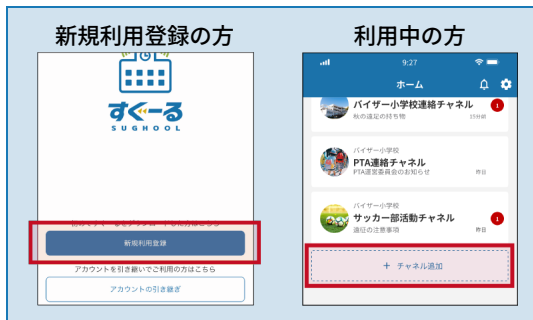 新規利用登録の方
すぐーる
SUGHOOL
新規利用登録
アカウントを引き継いでご利用の方はこちら
アカウントの引き継ぎ
利用中の方
9:27
ホーム
バイザー小学校連絡チャネル
1
秋の遠足の持ち物
15分前
バイザー小学校
PTA連絡チャネル
PTA運営委員会のお知らせ
昨日
バイザー小学校
サッカー部活動チャネル
1
遠征の注意事項
昨日
+ チャネル追加